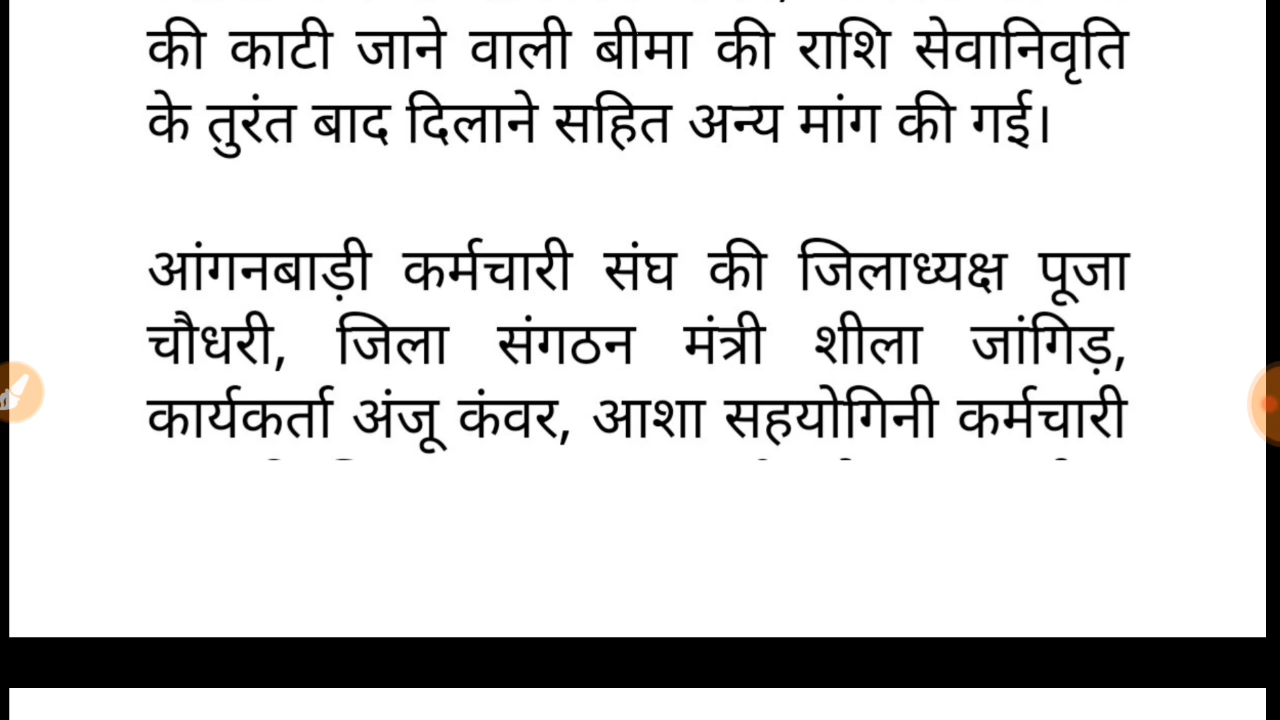 की काटी जाने वाली बीमा की राशि सेवानिवृति
के तुरंत बाद दिलाने सहित अन्य मांग की गई।
आंगनबाड़ी कर्मचारी संघ की जिलाध्यक्ष पूजा
चौधरी, जिला संगठन मंत्री शीला जांगिड़,
कार्यकर्ता अंजू कंवर, आशा सहयोगिनी कर्मचारी